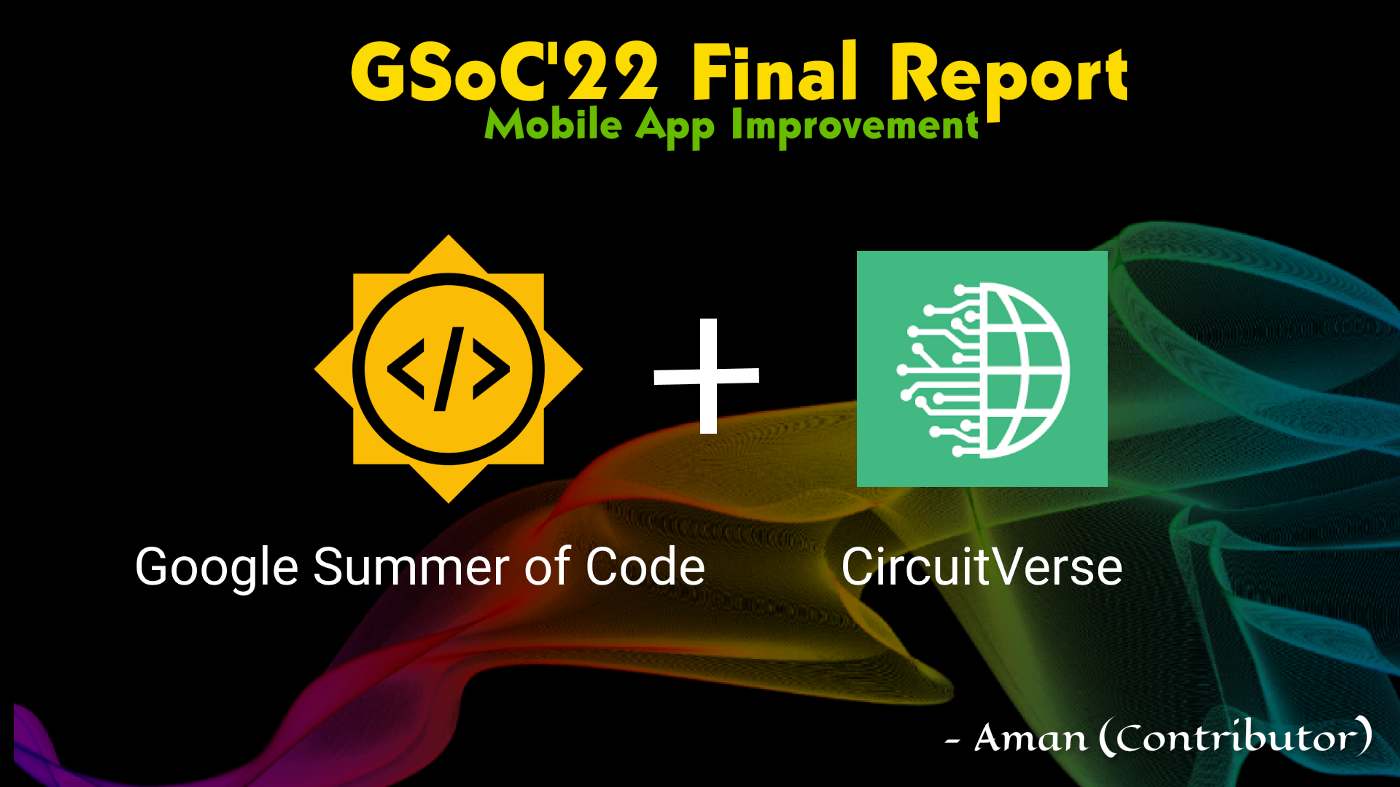 GSoC'22 Final Report
Mobile App Improvement
</>
Google Summer of Code
CircuitVerse
- Aman (Contributor)